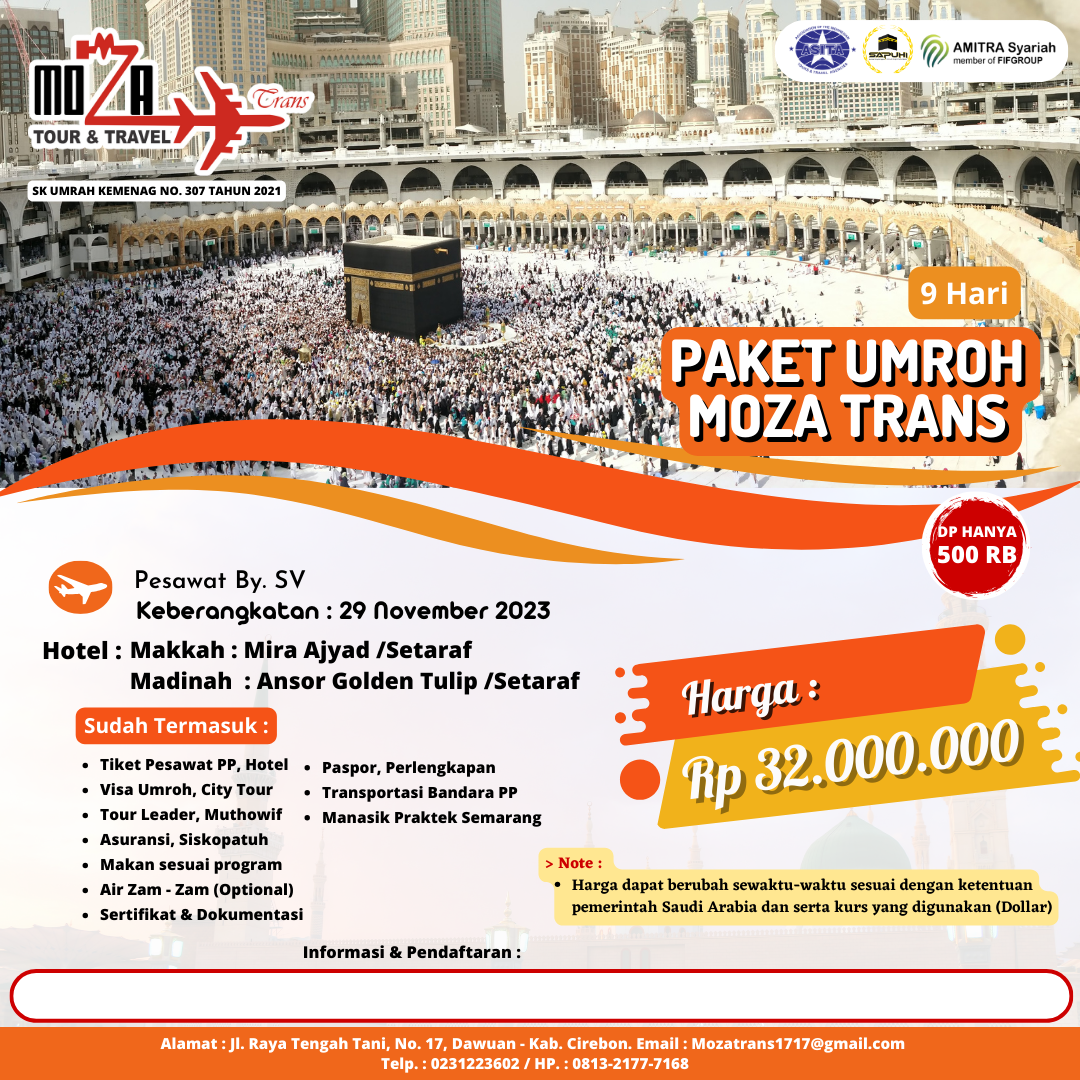 MOZA
Trans
TOUR & TRAVEL
SK UMRAH KEMENAG NO. 307 TAHUN 2021
ASITA
SAPUHI
AMITRA Syariah
member of FIFGROUP
9 Hari
PAKET UMROH
MOZA TRANS
DP HANYA
500 RB
Pesawat By. SV
Keberangkatan : 29 November 2023
Hotel : Makkah : Mira Ajyad /Setaraf
Madinah : Ansor Golden Tulip /Setaraf
Harga :
Rp 32.000.000
Sudah Termasuk :
• Tiket Pesawat PP, Hotel
• Visa Umroh, City Tour
• Tour Leader, Muthowif
• Asuransi, Siskopatuh
• Makan sesuai program
• Air Zam - Zam (Optional)
• Sertifikat & Dokumentasi
• Paspor, Perlengkapan
• Transportasi Bandara PP
• Manasik Praktek Semarang
> Note :
• Harga dapat berubah sewaktu-waktu sesuai dengan ketentuan
pemerintah Saudi Arabia dan serta kurs yang digunakan (Dollar)
Informasi & Pendaftaran :
Alamat : Jl. Raya Tengah Tani, No. 17, Dawuan - Kab. Cirebon. Email : Mozatrans1717@gmail.com
Telp. : 0231223602 / HP. : 0813-2177-7168